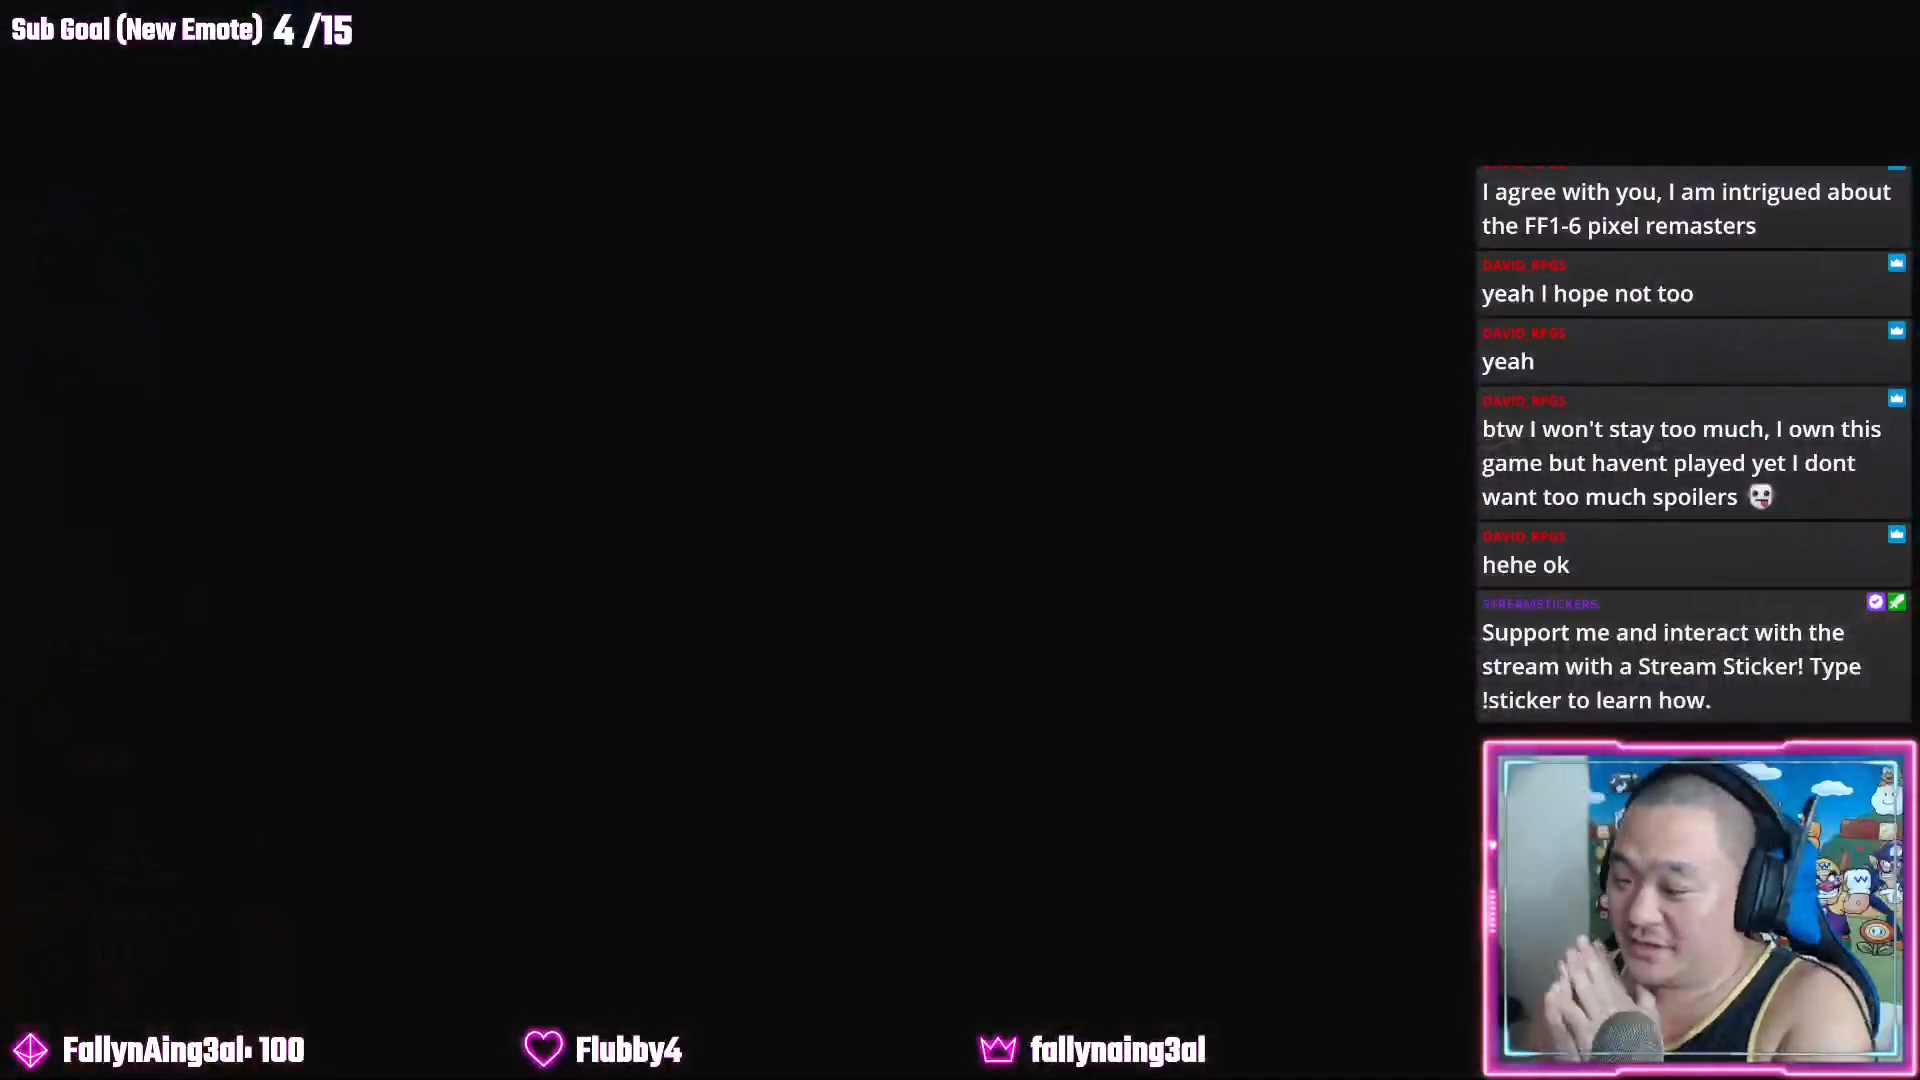 Sub Goal (New Emote) 4 /15
I agree with you, I am intrigued about
the FF1-6 pixel remasters
DAVID_RPGS
yeah I hope not too
DAVID_RPGS
yeah
DAVID_RPGS
btw I won't stay too much, I own this
game but havent played yet I dont
want too much spoilers
DAVID_RPGS
hehe ok
STREAMSTICKERS
Support me and interact with the
stream with a Stream Sticker! Type
!sticker to learn how.
FallynAing3al: 100
Flubby4
fallynaing3al